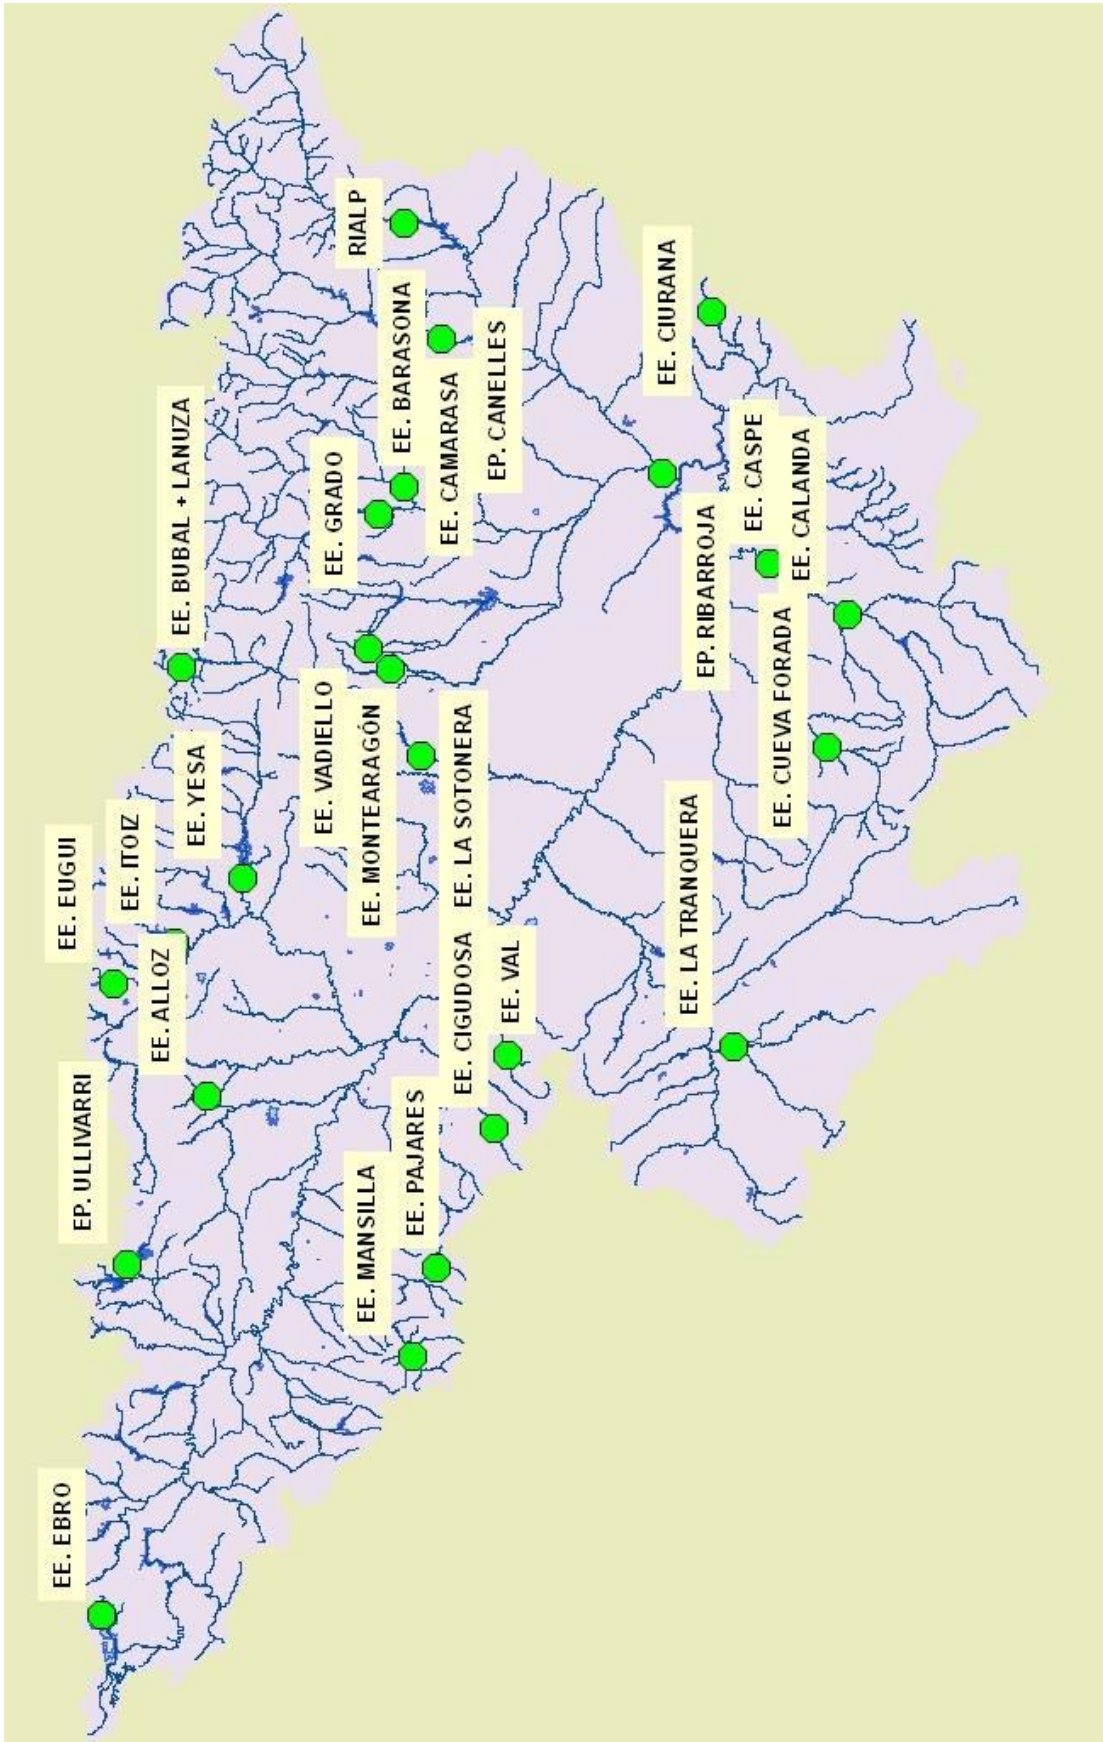 EE. EBRO
EP. ULLIVARRI
EE. EUGUI
EE. ITOIZ
EE. ALLOZ
EE. YESA
EE. BUBAL + LANUZA
EE. MANSILLA
EE. PAJARES
EE. CIGUDOSA
EE. VAL
EE. VADIELLO
EE. MONTEARAGÓN
EE. LA SOTONERA
EE. GRADO
EE. BARASONA
EE. CAMARASA
EP. CANELLES
RIALP
EE. CIURANA
EP. RIBARROJA
EE. CASPE
EE. CALANDA
EE. CUEVA FORADA
EE. LA TRANQUERA